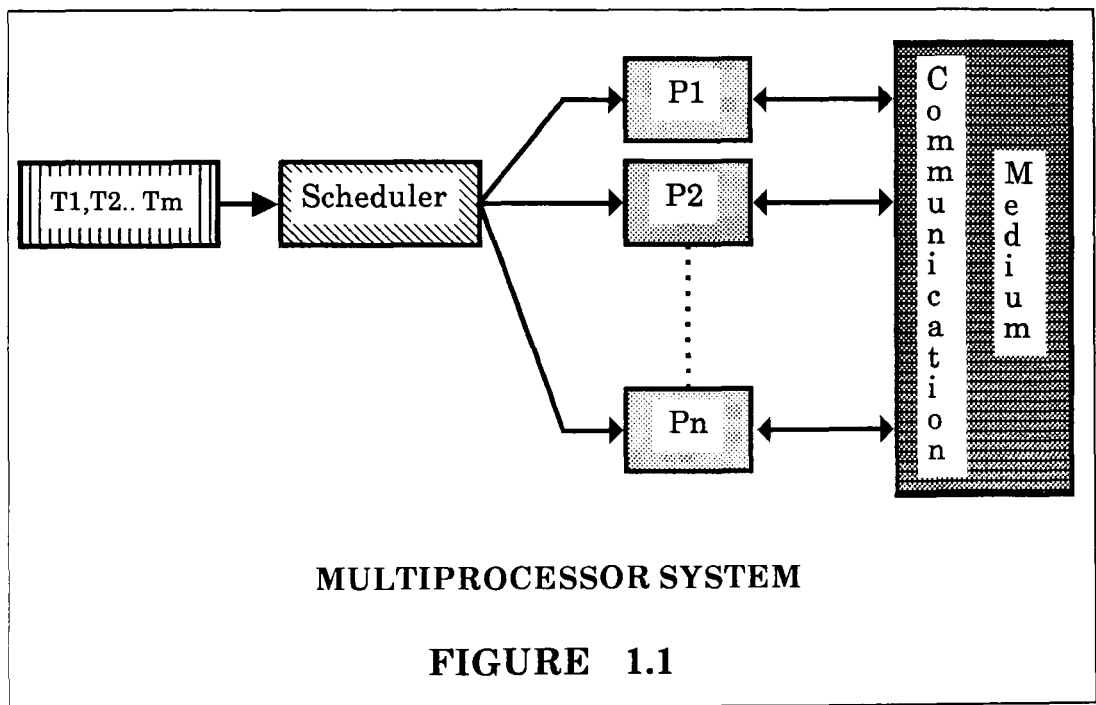 T1,T2.. Tm
Scheduler
P1
P2
Pn
Communication
Medium
MULTIPROCESSOR SYSTEM
FIGURE 1.1